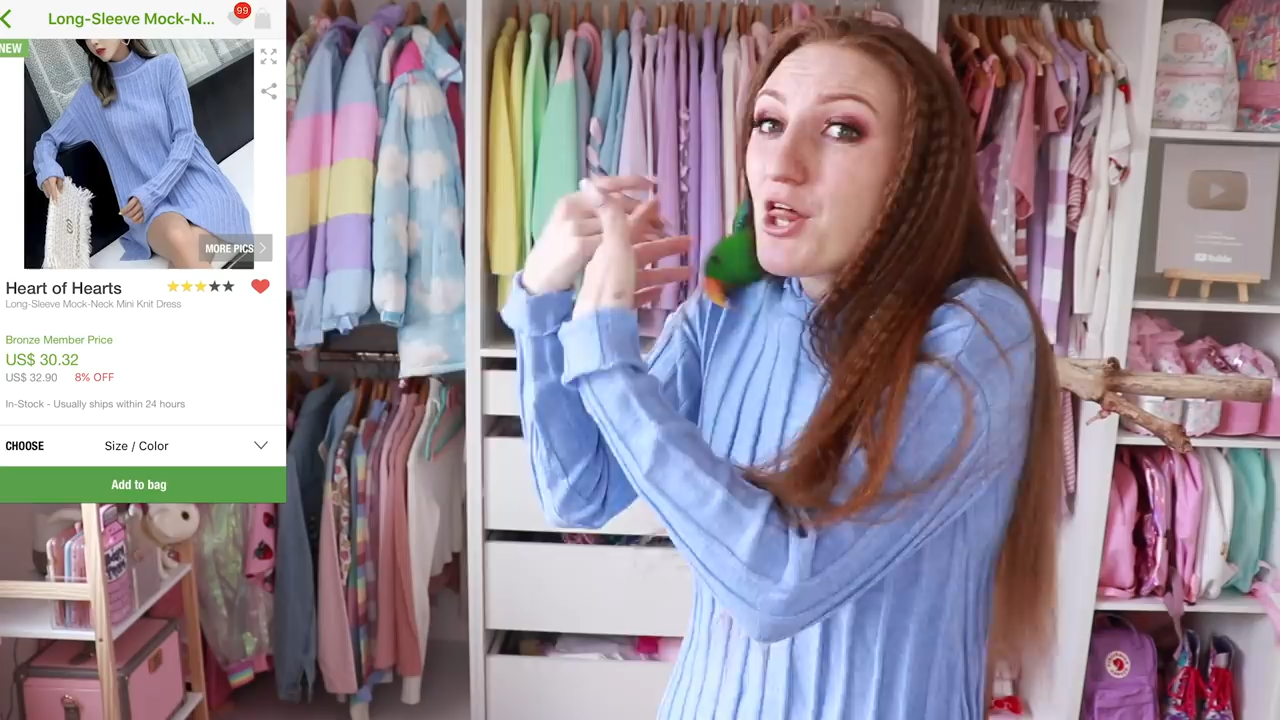 Long-Sleeve Mock-N...
99
NEW
MORE PICS
Heart of Hearts
Long-Sleeve Mock-Neck Mini Knit Dress
Bronze Member Price
US$ 30.32
US$ 32.90 8% OFF
In-Stock - Usually ships within 24 hours
CHOOSE Size / Color
Add to bag
YouTube